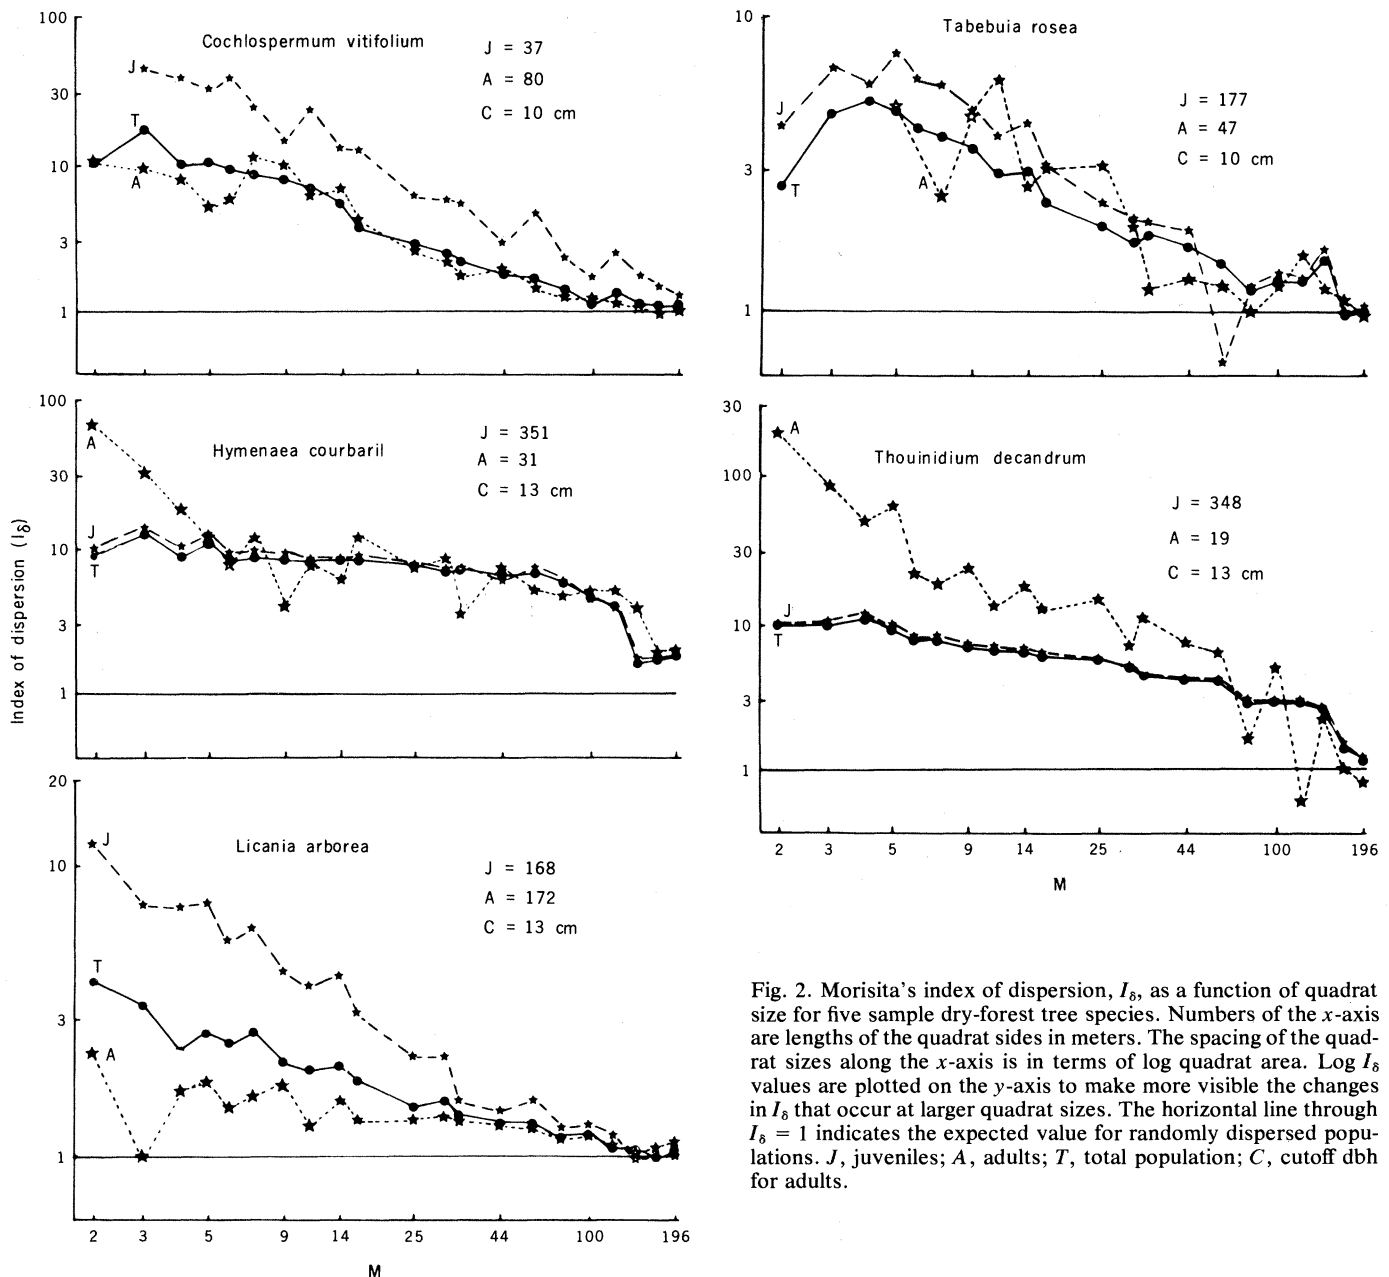 Index of dispersion (Iδ)
Cochlospermum vitifolium
J = 37
A = 80
C = 10 cm
100
30
10
3
1
J
T
A
Tabebuia rosea
J = 177
A = 47
C = 10 cm
10
3
1
J
T
A
Hymenaea courbaril
J = 351
A = 31
C = 13 cm
100
30
10
3
1
A
J
T
Thouinidium decandrum
J = 348
A = 19
C = 13 cm
30
100
30
10
3
1
A
J
T
2 3 5 9 14 25 44 100 196
M
Licania arborea
J = 168
A = 172
C = 13 cm
20
10
3
1
J
T
A
2 3 5 9 14 25 44 100 196
M
Fig. 2. Morisita's index of dispersion, Iδ, as a function of quadrat
size for five sample dry-forest tree species. Numbers of the x-axis
are lengths of the quadrat sides in meters. The spacing of the quad-
rat sizes along the x-axis is in terms of log quadrat area. Log Iδ
values are plotted on the y-axis to make more visible the changes
in Iδ that occur at larger quadrat sizes. The horizontal line through
Iδ = 1 indicates the expected value for randomly dispersed popu-
lations. J, juveniles; A, adults; T, total population; C, cutoff dbh
for adults.